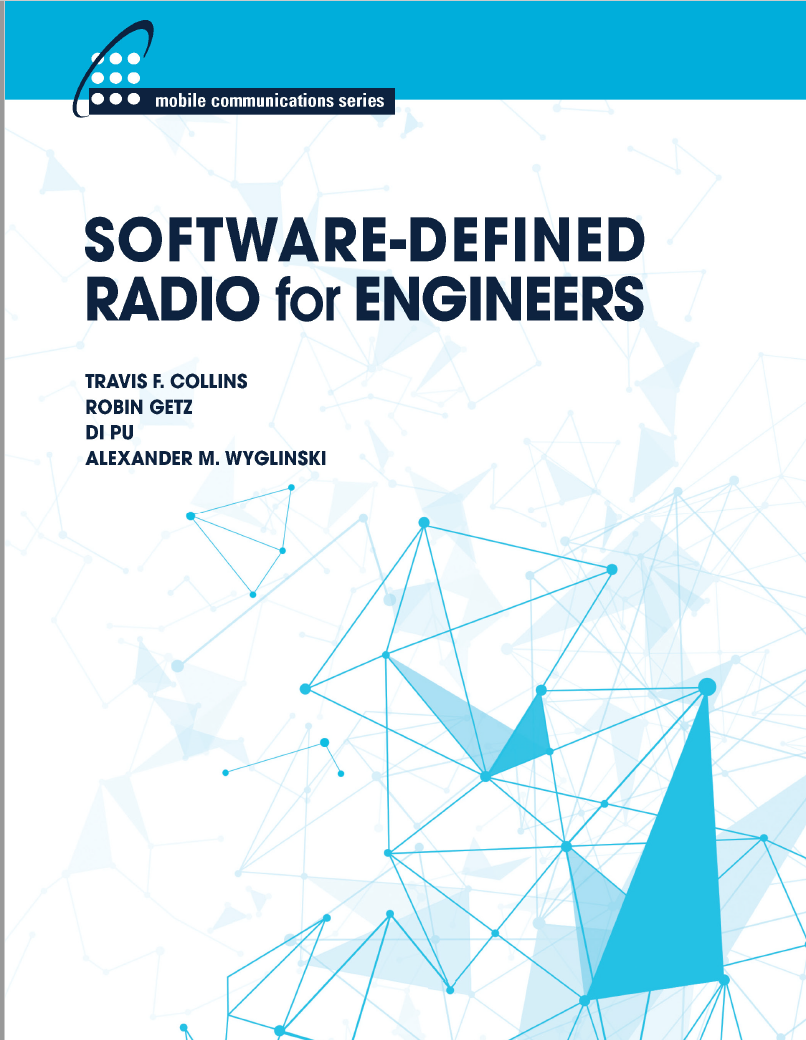 mobile communications series
SOFTWARE-DEFINED
RADIO for ENGINEERS
TRAVIS F. COLLINS
ROBIN GETZ
DI PU
ALEXANDER M. WYGLINSKI